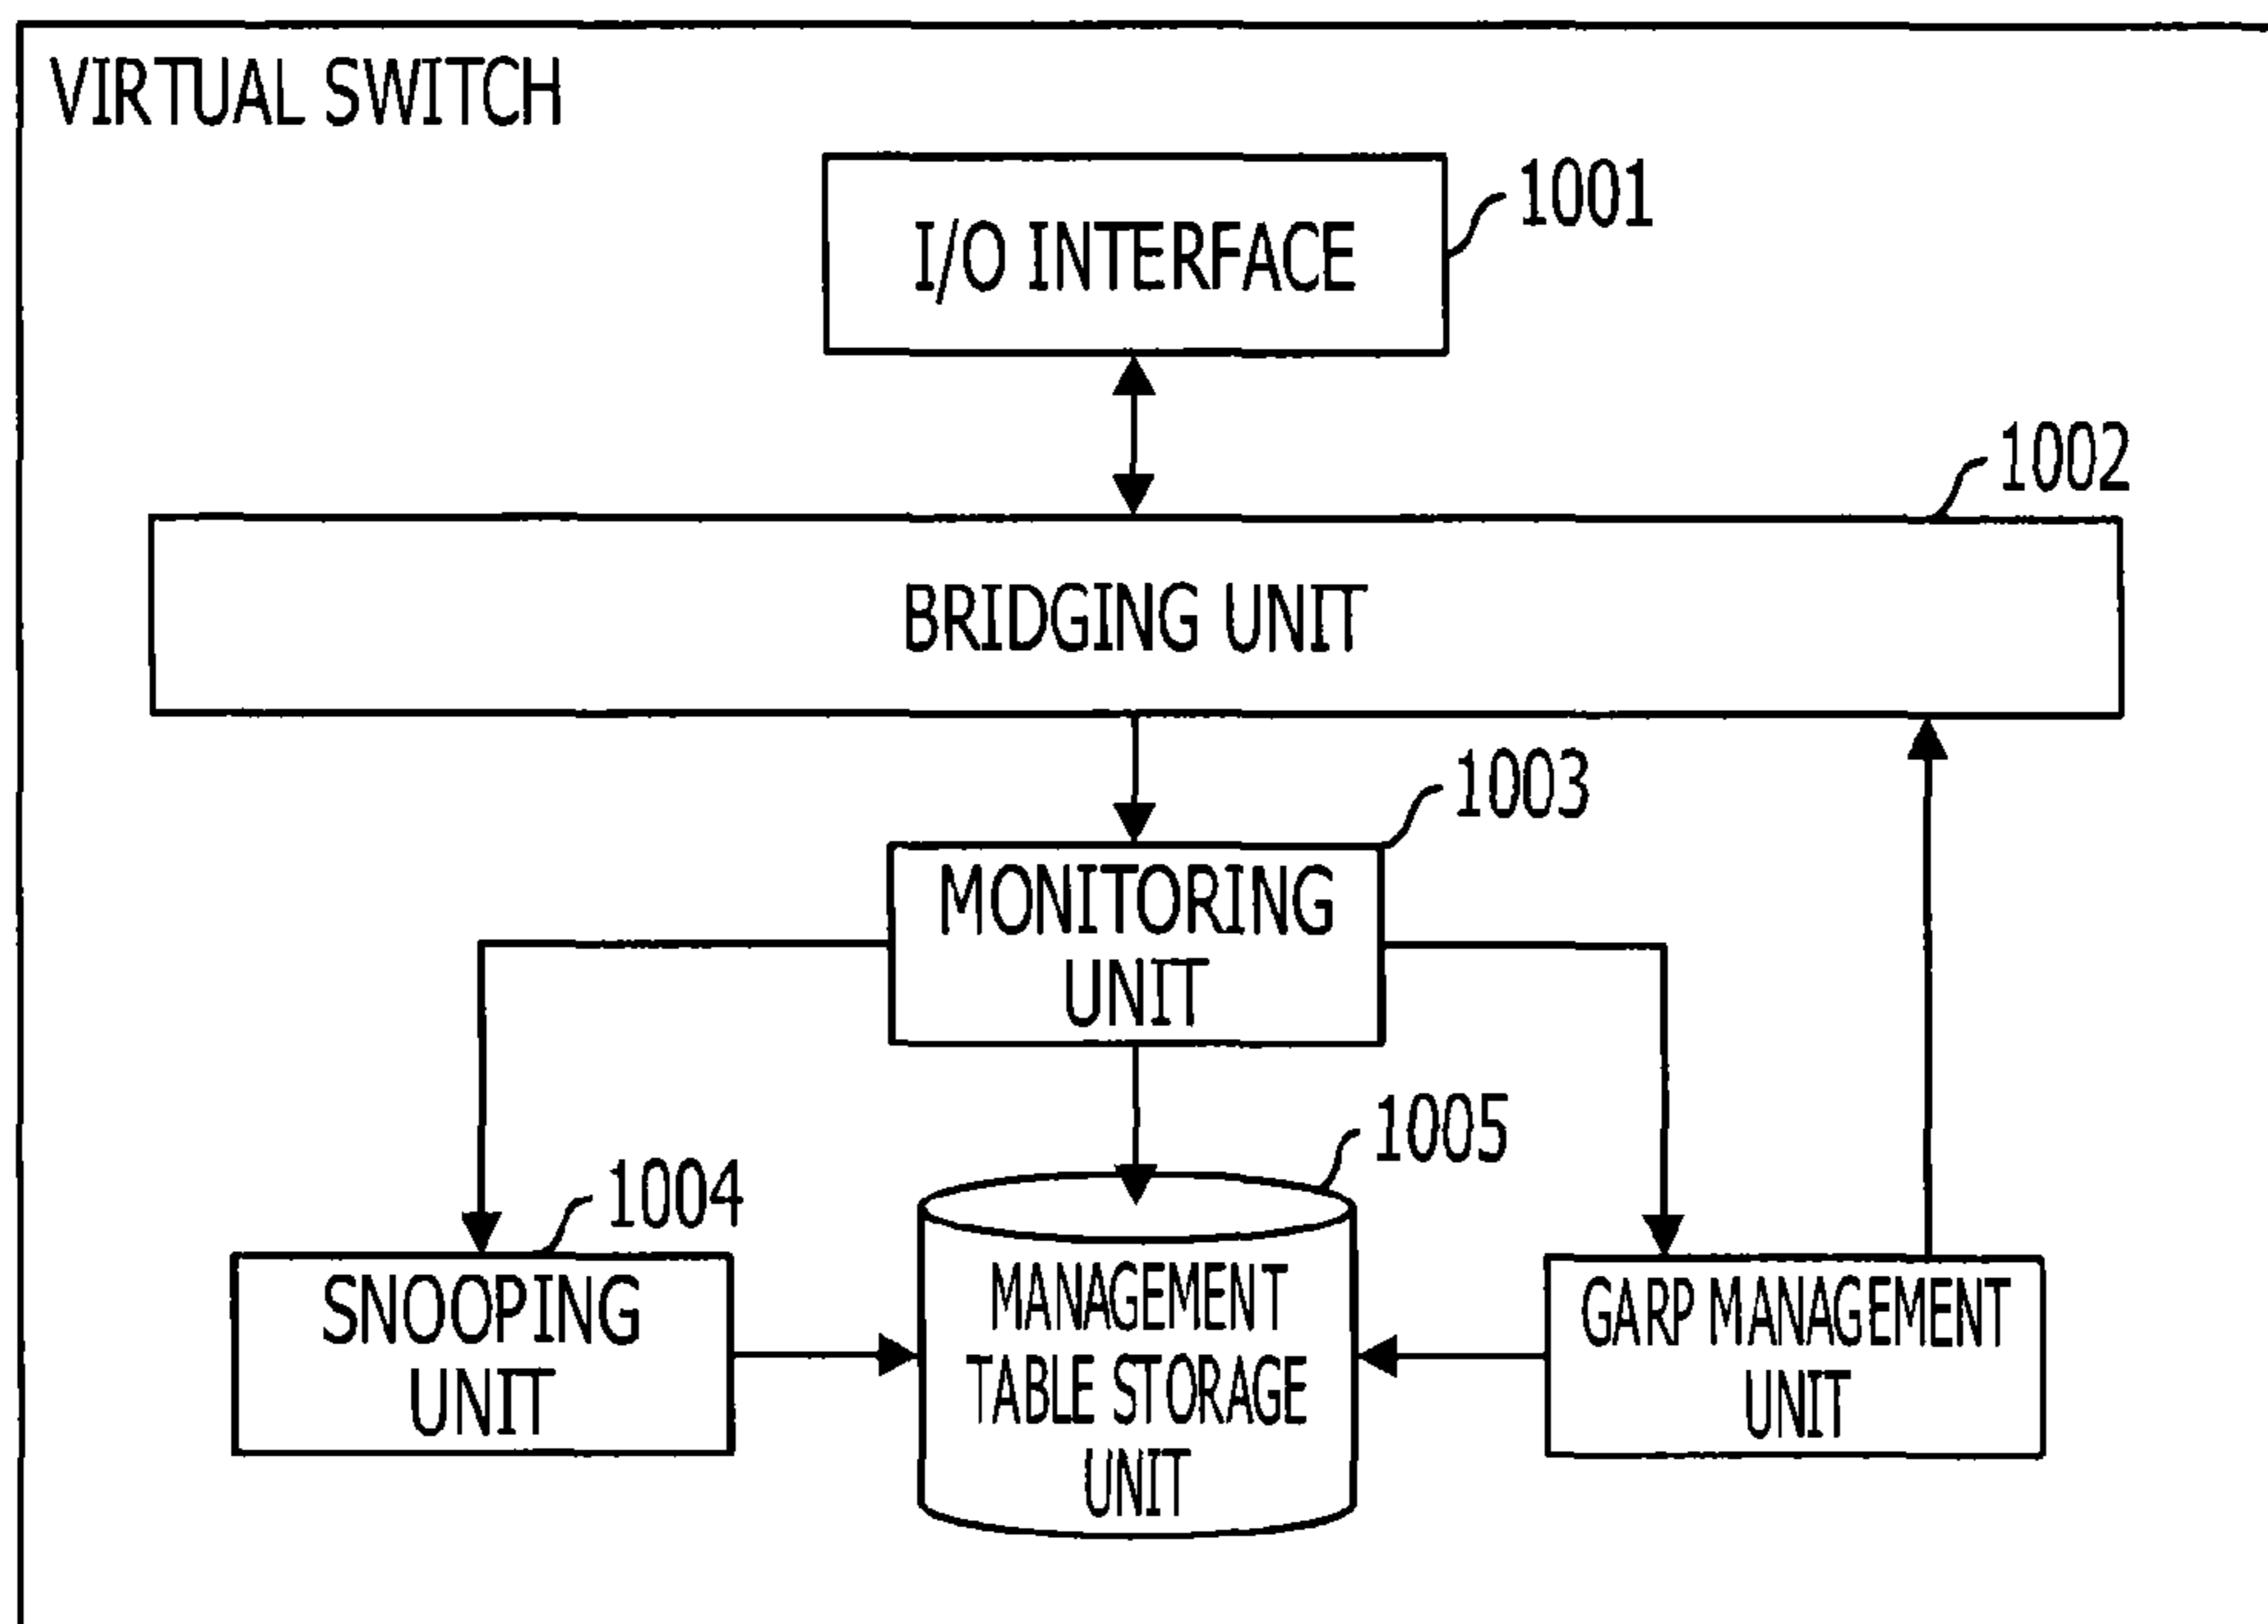 VIRTUAL SWITCH
I/O INTERFACE
1001
1002
BRIDGING UNIT
1003
MONITORING
UNIT
1004
1005
SNOOPING
UNIT
MANAGEMENT
TABLE STORAGE
UNIT
GARP MANAGEMENT
UNIT